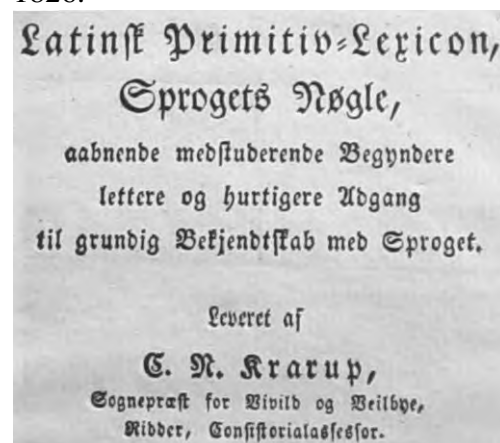 Latinsk Primitiv-Lexicon,
Sprogets Nøgle,
aabnende medstuderende Begyndere
lettere og hurtigere Adgang
til grundig Bekjendtskab med Sproget.
Leveret af
C. N. Krarup,
Sognepræst for Vivild og Veilbye,
Ridder, Consistorialassessor.